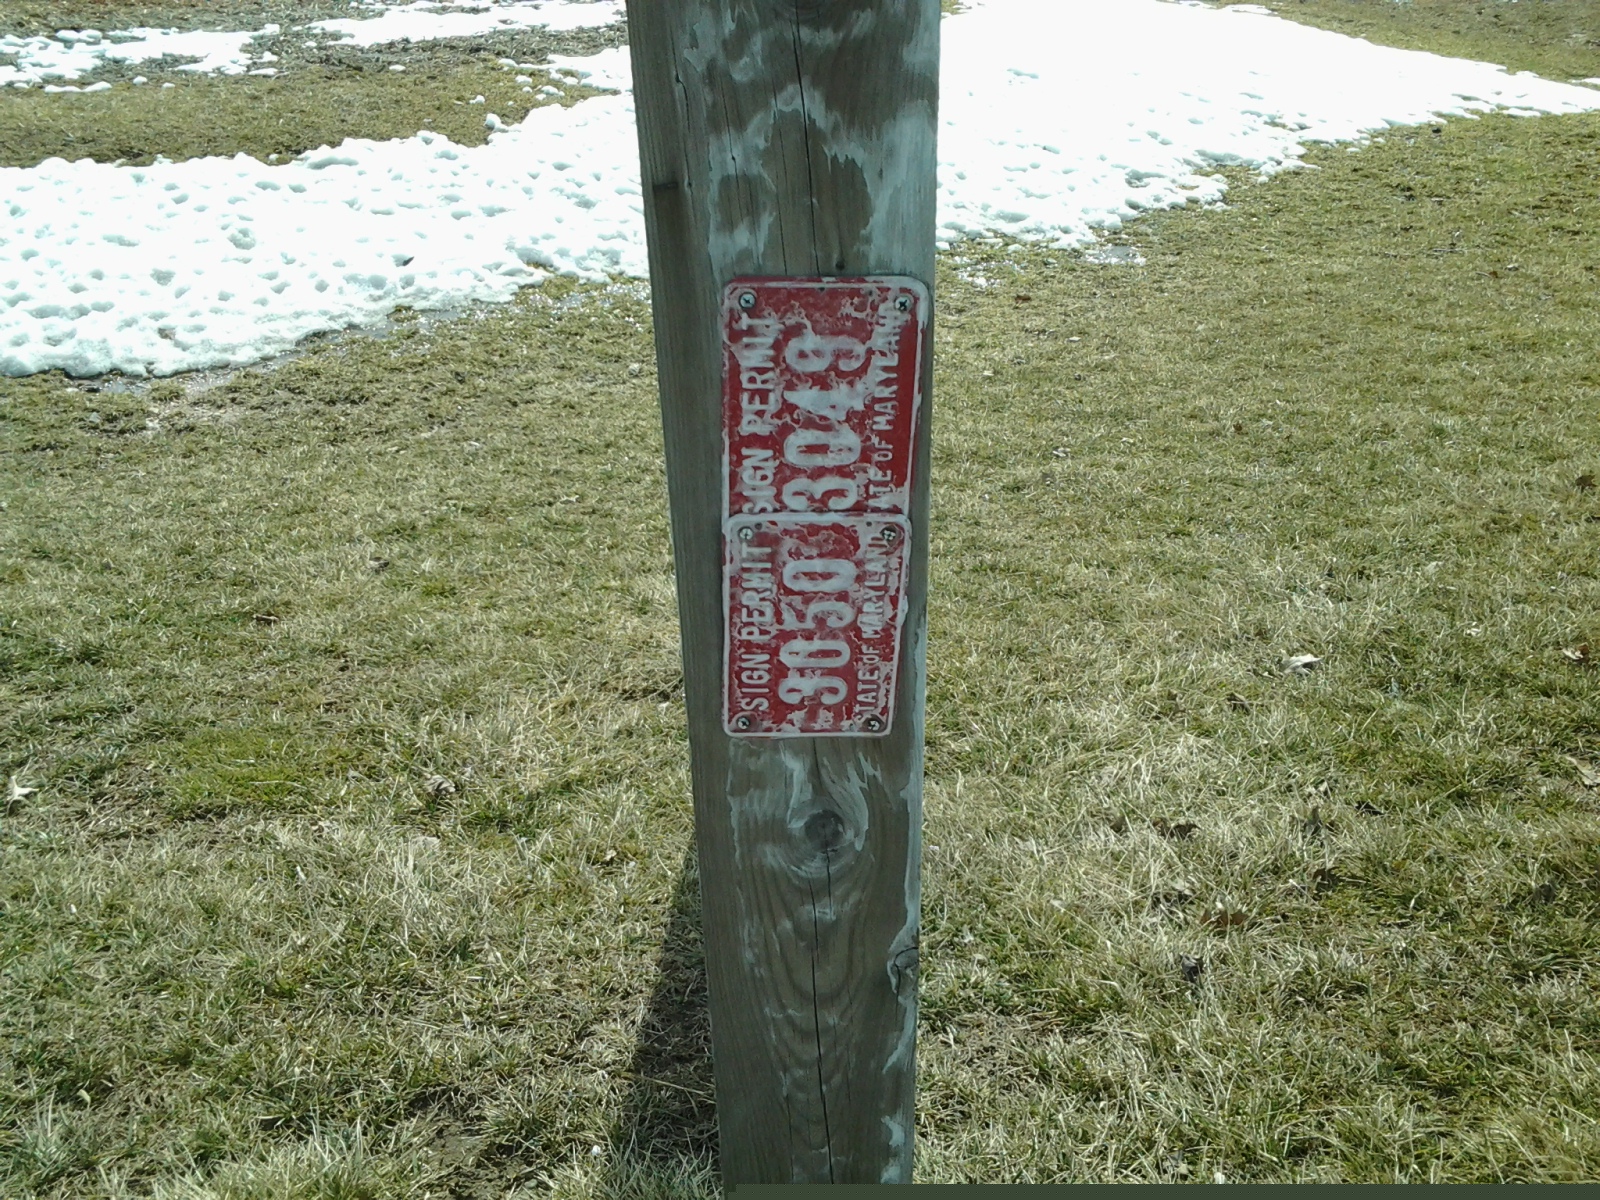 SIGN PERMIT
3049
STATE OF MARYLAND
SIGN PERMIT
3050
STATE OF MARYLAND